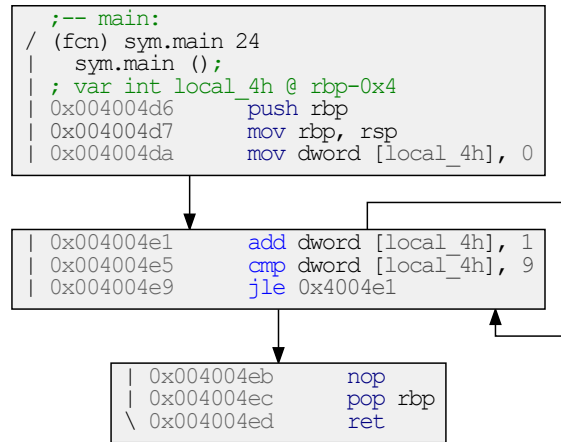 ;-- main:
/ (fcn) sym.main 24
|   sym.main ();
| ; var int local_4h @ rbp-0x4
| 0x004004d6      push rbp
| 0x004004d7      mov rbp, rsp
| 0x004004da      mov dword [local_4h], 0
| 0x004004e1      add dword [local_4h], 1
| 0x004004e5      cmp dword [local_4h], 9
| 0x004004e9      jle 0x4004e1
| 0x004004eb      nop
| 0x004004ec      pop rbp
\ 0x004004ed      ret